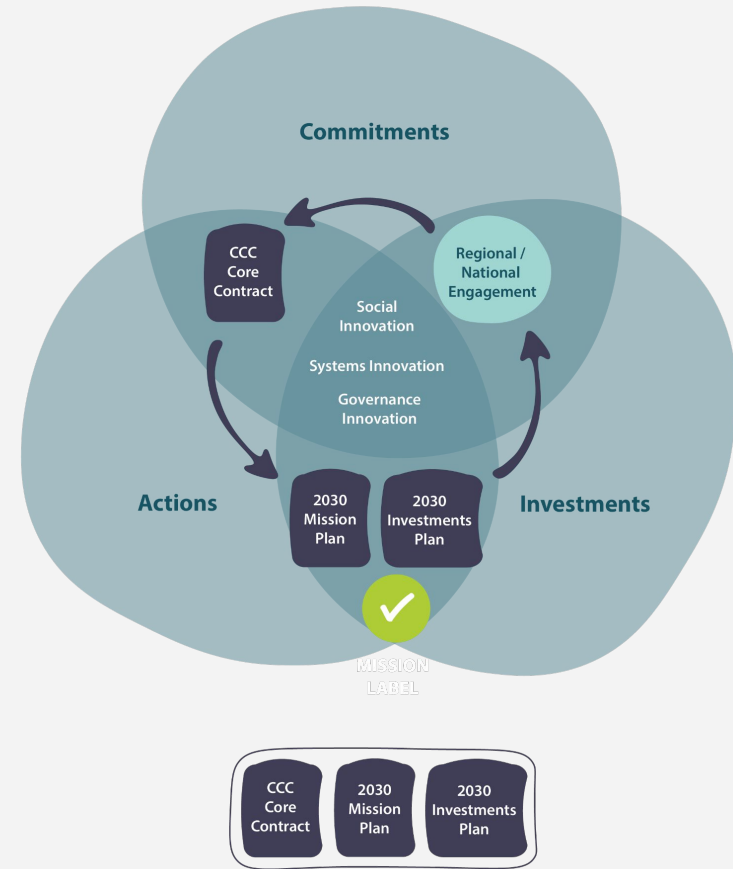 Commitments
CCC
Core
Contract
Regional /
National
Engagement
Social
Innovation
Systems Innovation
Governance
Innovation
Actions
2030
Mission
Plan
2030
Investments
Plan
Investments
MISSION
LABEL
CCC
Core
Contract
2030
Mission
Plan
2030
Investments
Plan